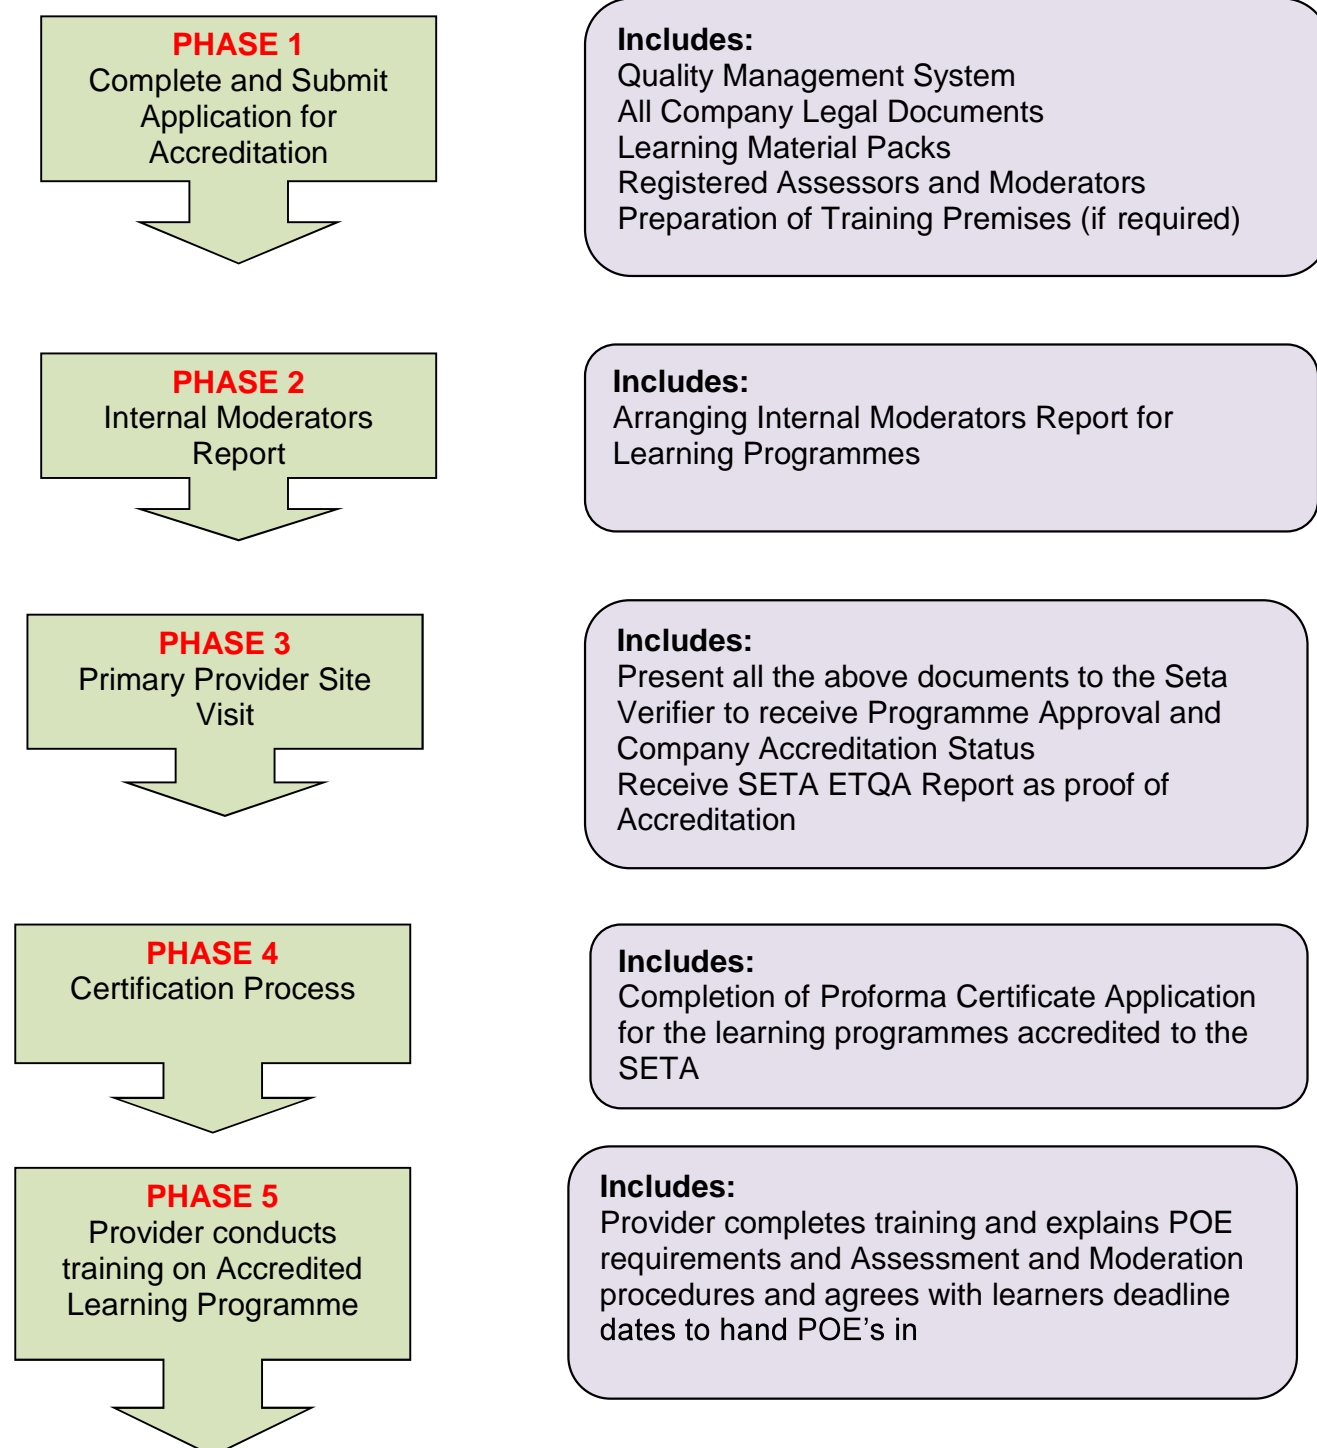 PHASE 1
Complete and Submit
Application for
Accreditation
Includes:
Quality Management System
All Company Legal Documents
Learning Material Packs
Registered Assessors and Moderators
Preparation of Training Premises (if required)
PHASE 2
Internal Moderators
Report
Includes:
Arranging Internal Moderators Report for
Learning Programmes
PHASE 3
Primary Provider Site
Visit
Includes:
Present all the above documents to the Seta
Verifier to receive Programme Approval and
Company Accreditation Status
Receive SETA ETQA Report as proof of
Accreditation
PHASE 4
Certification Process
Includes:
Completion of Proforma Certificate Application
for the learning programmes accredited to the
SETA
PHASE 5
Provider conducts
training on Accredited
Learning Programme
Includes:
Provider completes training and explains POE
requirements and Assessment and Moderation
procedures and agrees with learners deadline
dates to hand POE’s in